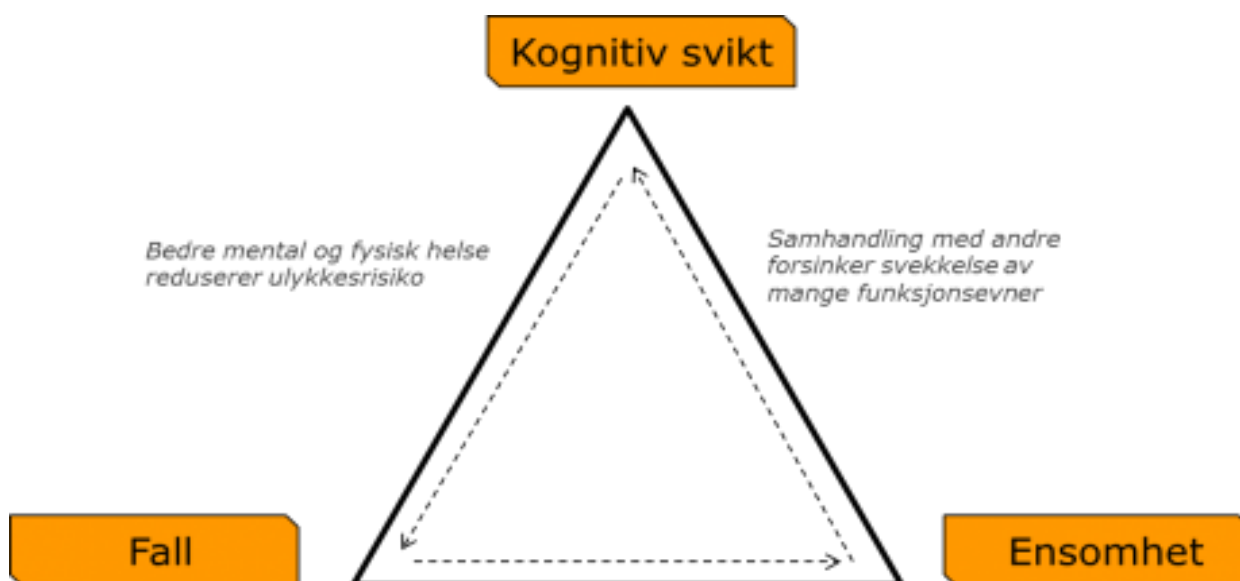 Kognitiv svikt
Bedre mental og fysisk helse
reduserer ulykkesrisiko
Samhandling med andre
forsinker svekkelse av
mange funksjonsevner
Fall
Ensomhet